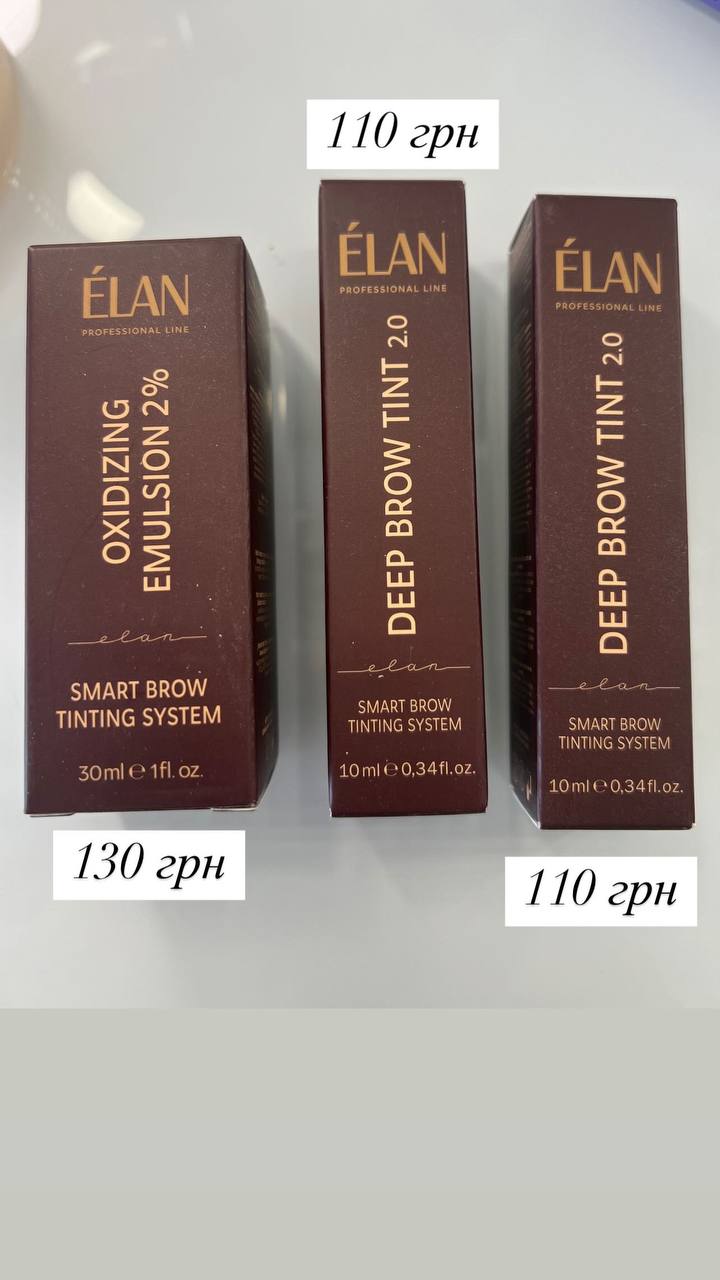 110 грн
ÉLAN
PROFESSIONAL LINE
OXIDIZING
EMULSION 2%
elan
SMART BROW
TINTING SYSTEM
30ml e 1fl. oz.
130 грн
ÉLAN
PROFESSIONAL LINE
DEEP BROW TINT 2.0
elan
SMART BROW
TINTING SYSTEM
10ml e 0,34fl.oz.
ÉLAN
PROFESSIONAL LINE
DEEP BROW TINT 2.0
elan
SMART BROW
TINTING SYSTEM
10ml e 0,34fl.oz.
110 грн